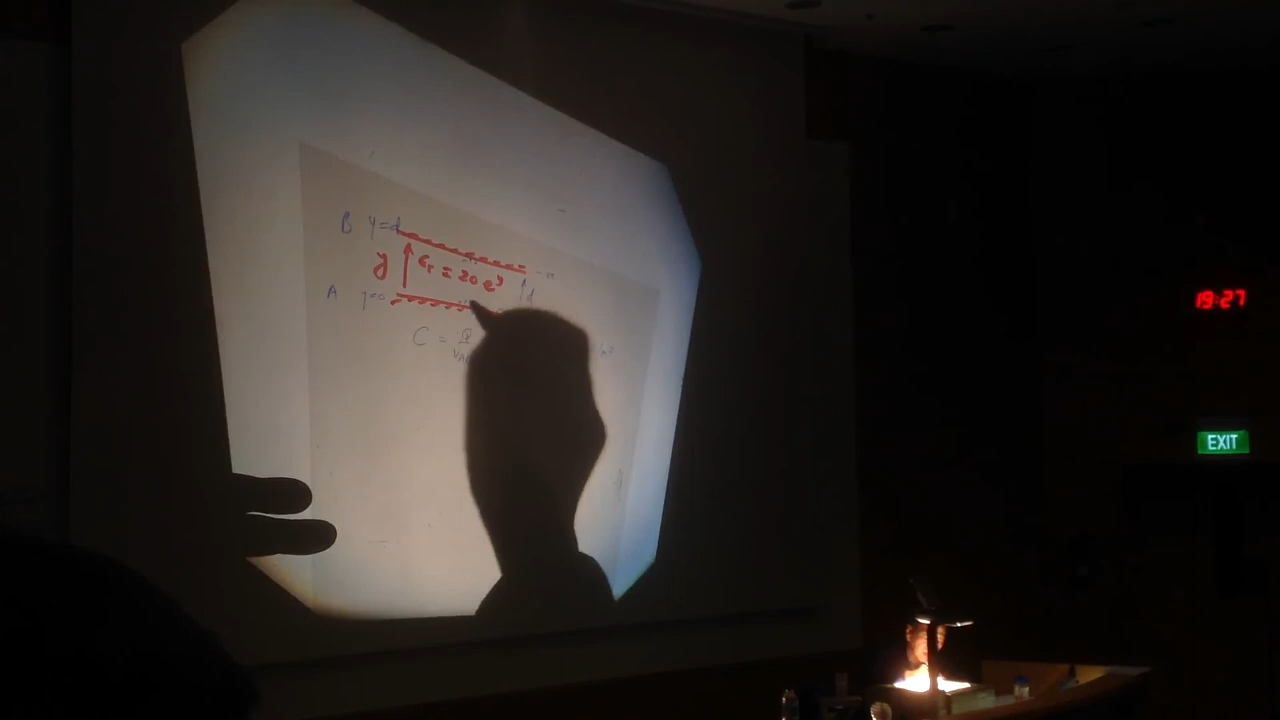 B y=d
y εr = 20 e^y
d
A y=0
C = Q
19:27
EXIT